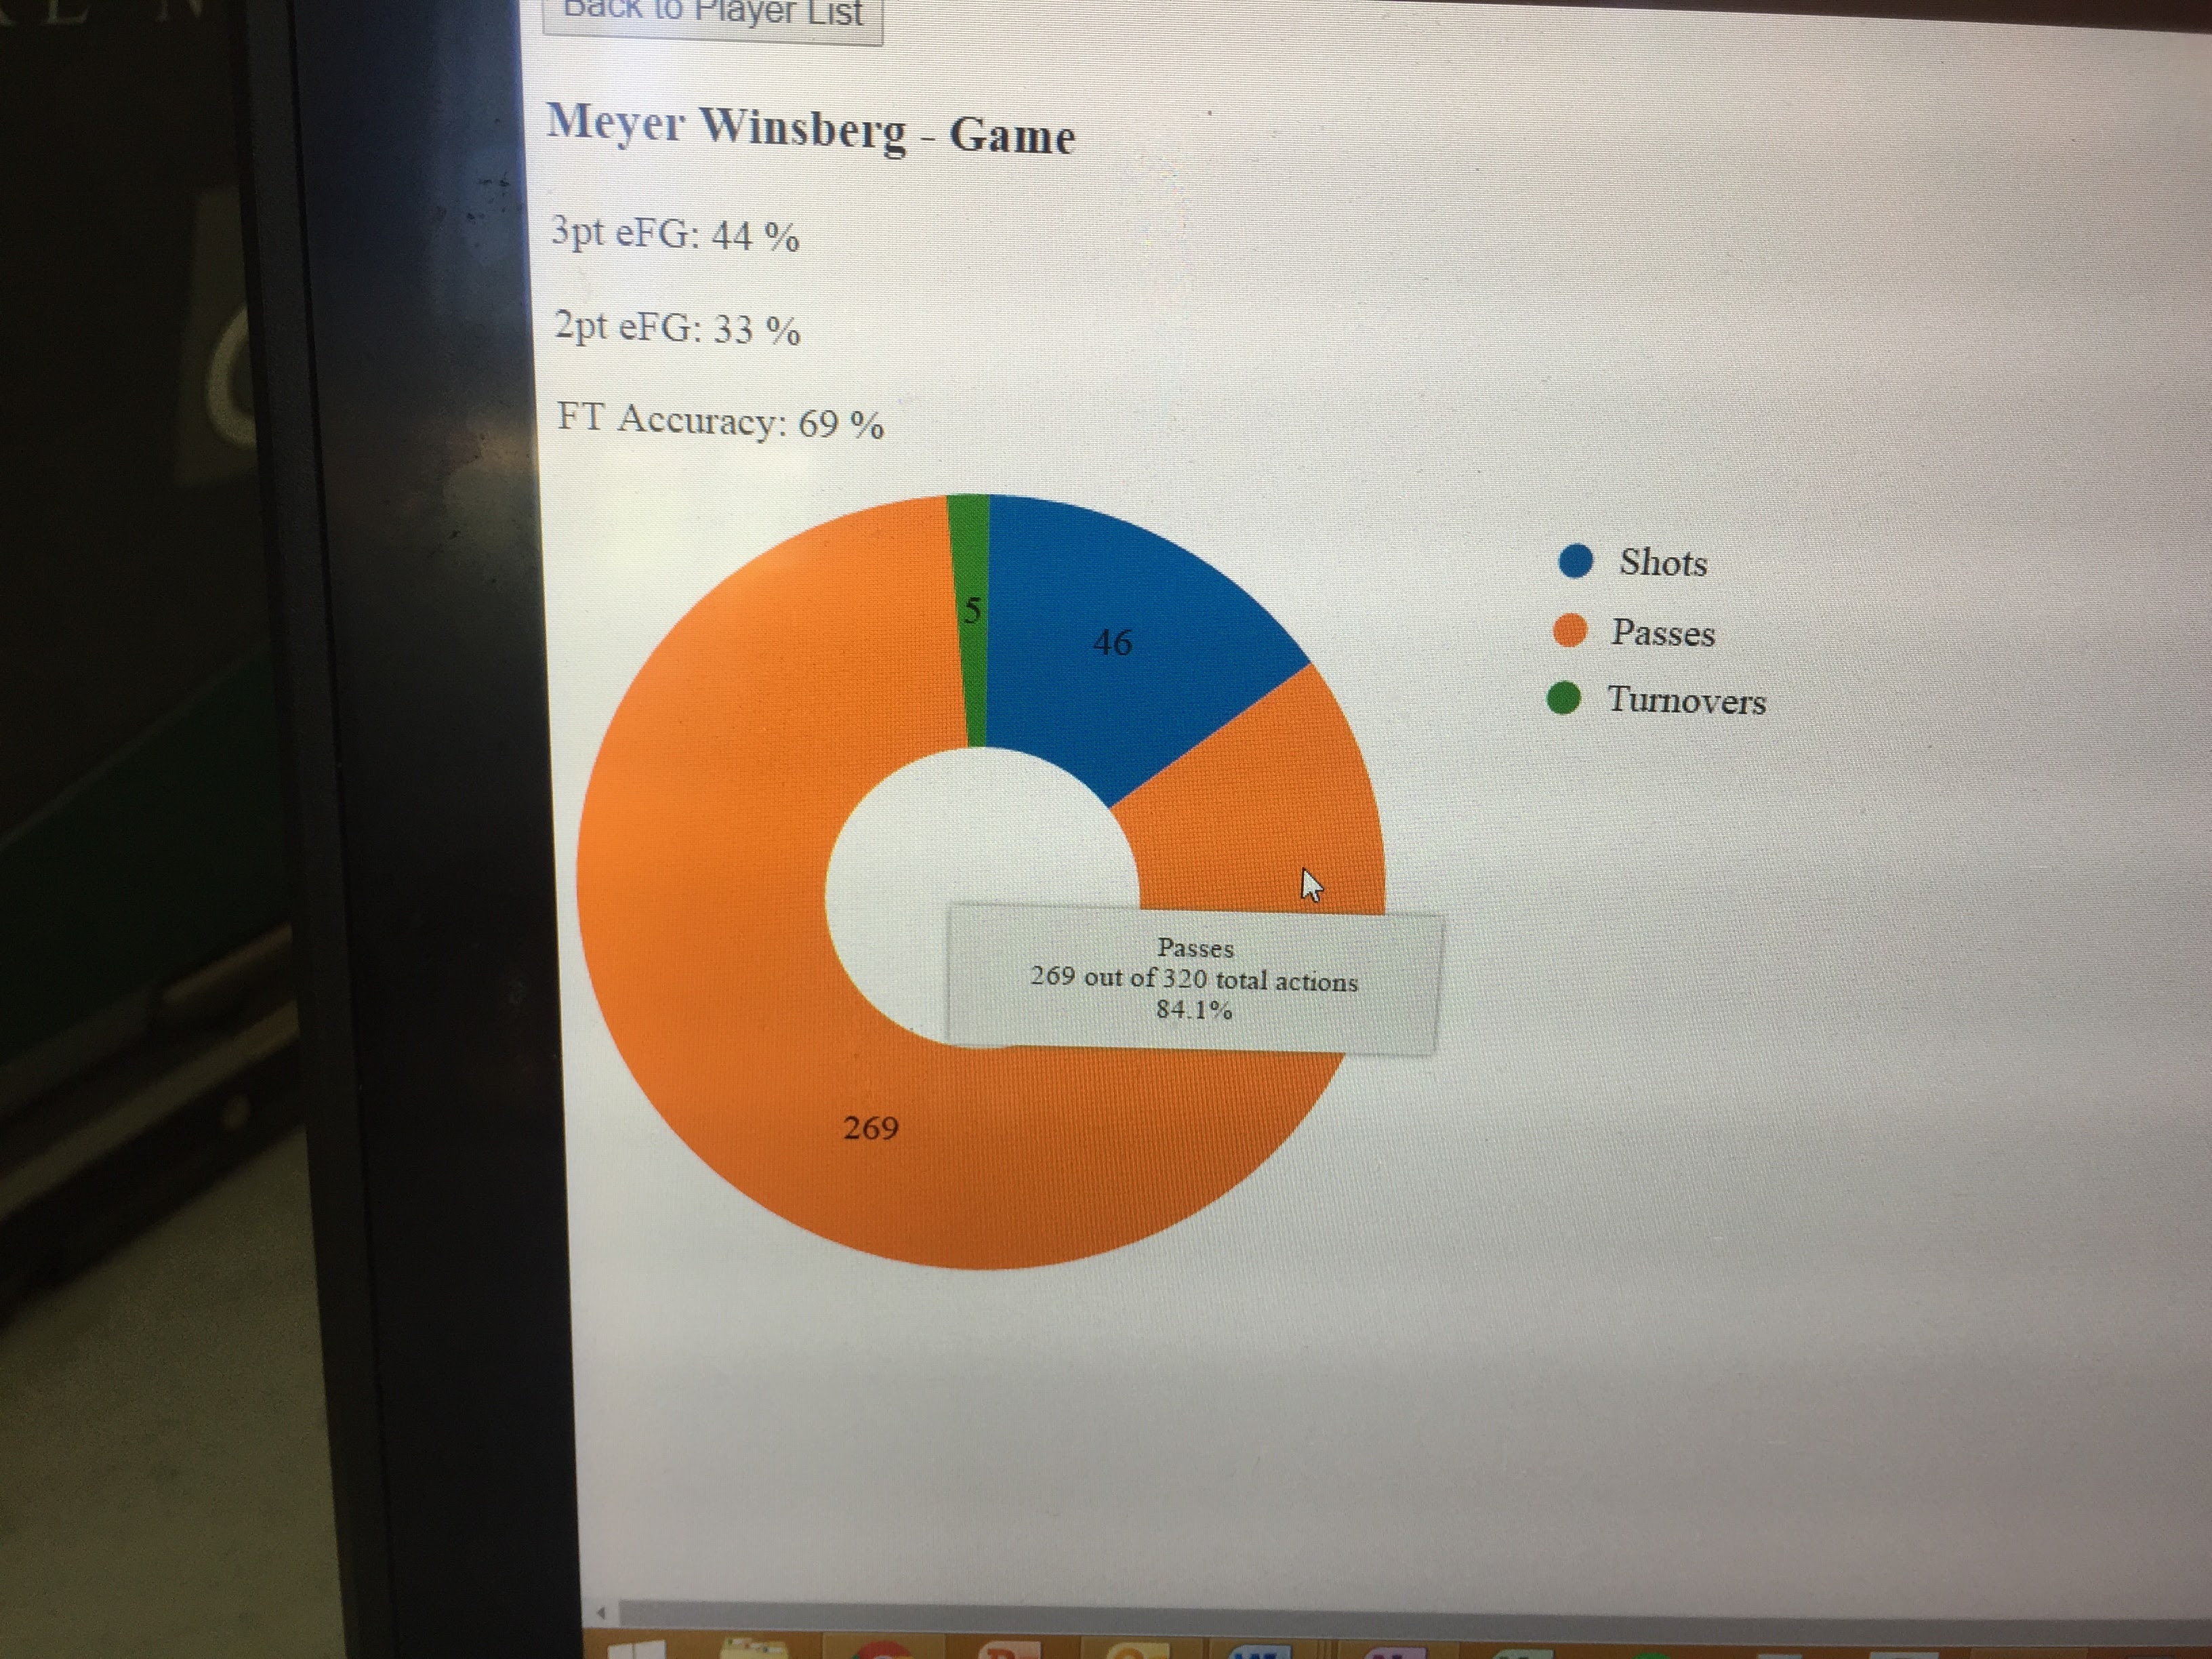 Back to Player List
Meyer Winsberg - Game
3pt eFG: 44 %
2pt eFG: 33 %
FT Accuracy: 69 %
5
46
Shots
Passes
Turnovers
Passes
269 out of 320 total actions
84.1%
269